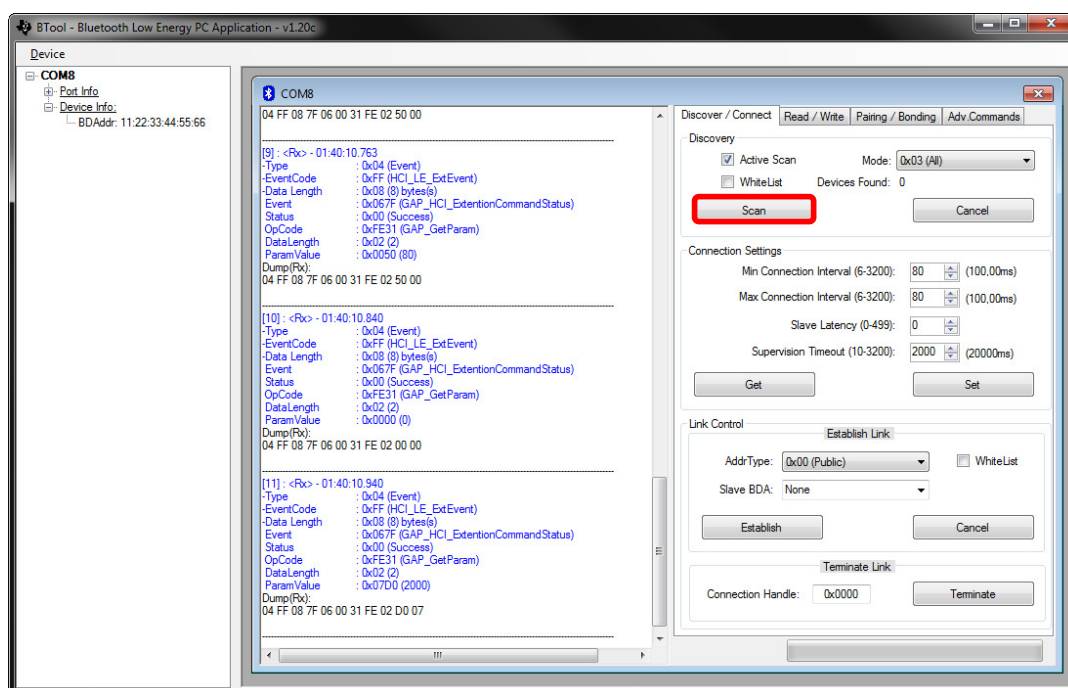 BTool - Bluetooth Low Energy PC Application - v1.20c
Device
COM8
Port Info
Device Info:
BDAddr: 11:22:33:44:55:66
COM8
04 FF 08 7F 06 00 31 FE 02 50 00
[9] : <Rx> - 01:40:10.763
-Type : 0x04 (Event)
-EventCode : 0xFF (HCI_LE_ExtEvent)
-Data Length : 0x08 (8) bytes(s)
Event : 0x067F (GAP_HCI_ExtentionCommandStatus)
Status : 0x00 (Success)
OpCode : 0xFE31 (GAP_GetParam)
DataLength : 0x02 (2)
ParamValue : 0x0050 (80)
Dump(Rx):
04 FF 08 7F 06 00 31 FE 02 50 00
[10] : <Rx> - 01:40:10.840
-Type : 0x04 (Event)
-EventCode : 0xFF (HCI_LE_ExtEvent)
-Data Length : 0x08 (8) bytes(s)
Event : 0x067F (GAP_HCI_ExtentionCommandStatus)
Status : 0x00 (Success)
OpCode : 0xFE31 (GAP_GetParam)
DataLength : 0x02 (2)
ParamValue : 0x0000 (0)
Dump(Rx):
04 FF 08 7F 06 00 31 FE 02 00 00
[11] : <Rx> - 01:40:10.940
-Type : 0x04 (Event)
-EventCode : 0xFF (HCI_LE_ExtEvent)
-Data Length : 0x08 (8) bytes(s)
Event : 0x067F (GAP_HCI_ExtentionCommandStatus)
Status : 0x00 (Success)
OpCode : 0xFE31 (GAP_GetParam)
DataLength : 0x02 (2)
ParamValue : 0x07D0 (2000)
Dump(Rx):
04 FF 08 7F 06 00 31 FE 02 D0 07
Discover / Connect Read / Write Pairing / Bonding Adv.Commands
Discovery
Active Scan Mode: 0x03 (All)
WhiteList Devices Found: 0
Scan Cancel
Connection Settings
Min Connection Interval (6-3200): 80 (100,00ms)
Max Connection Interval (6-3200): 80 (100,00ms)
Slave Latency (0-499): 0
Supervision Timeout (10-3200): 2000 (20000ms)
Get Set
Link Control
Establish Link
AddrType: 0x00 (Public) WhiteList
Slave BDA: None
Establish Cancel
Terminate Link
Connection Handle: 0x0000 Terminate